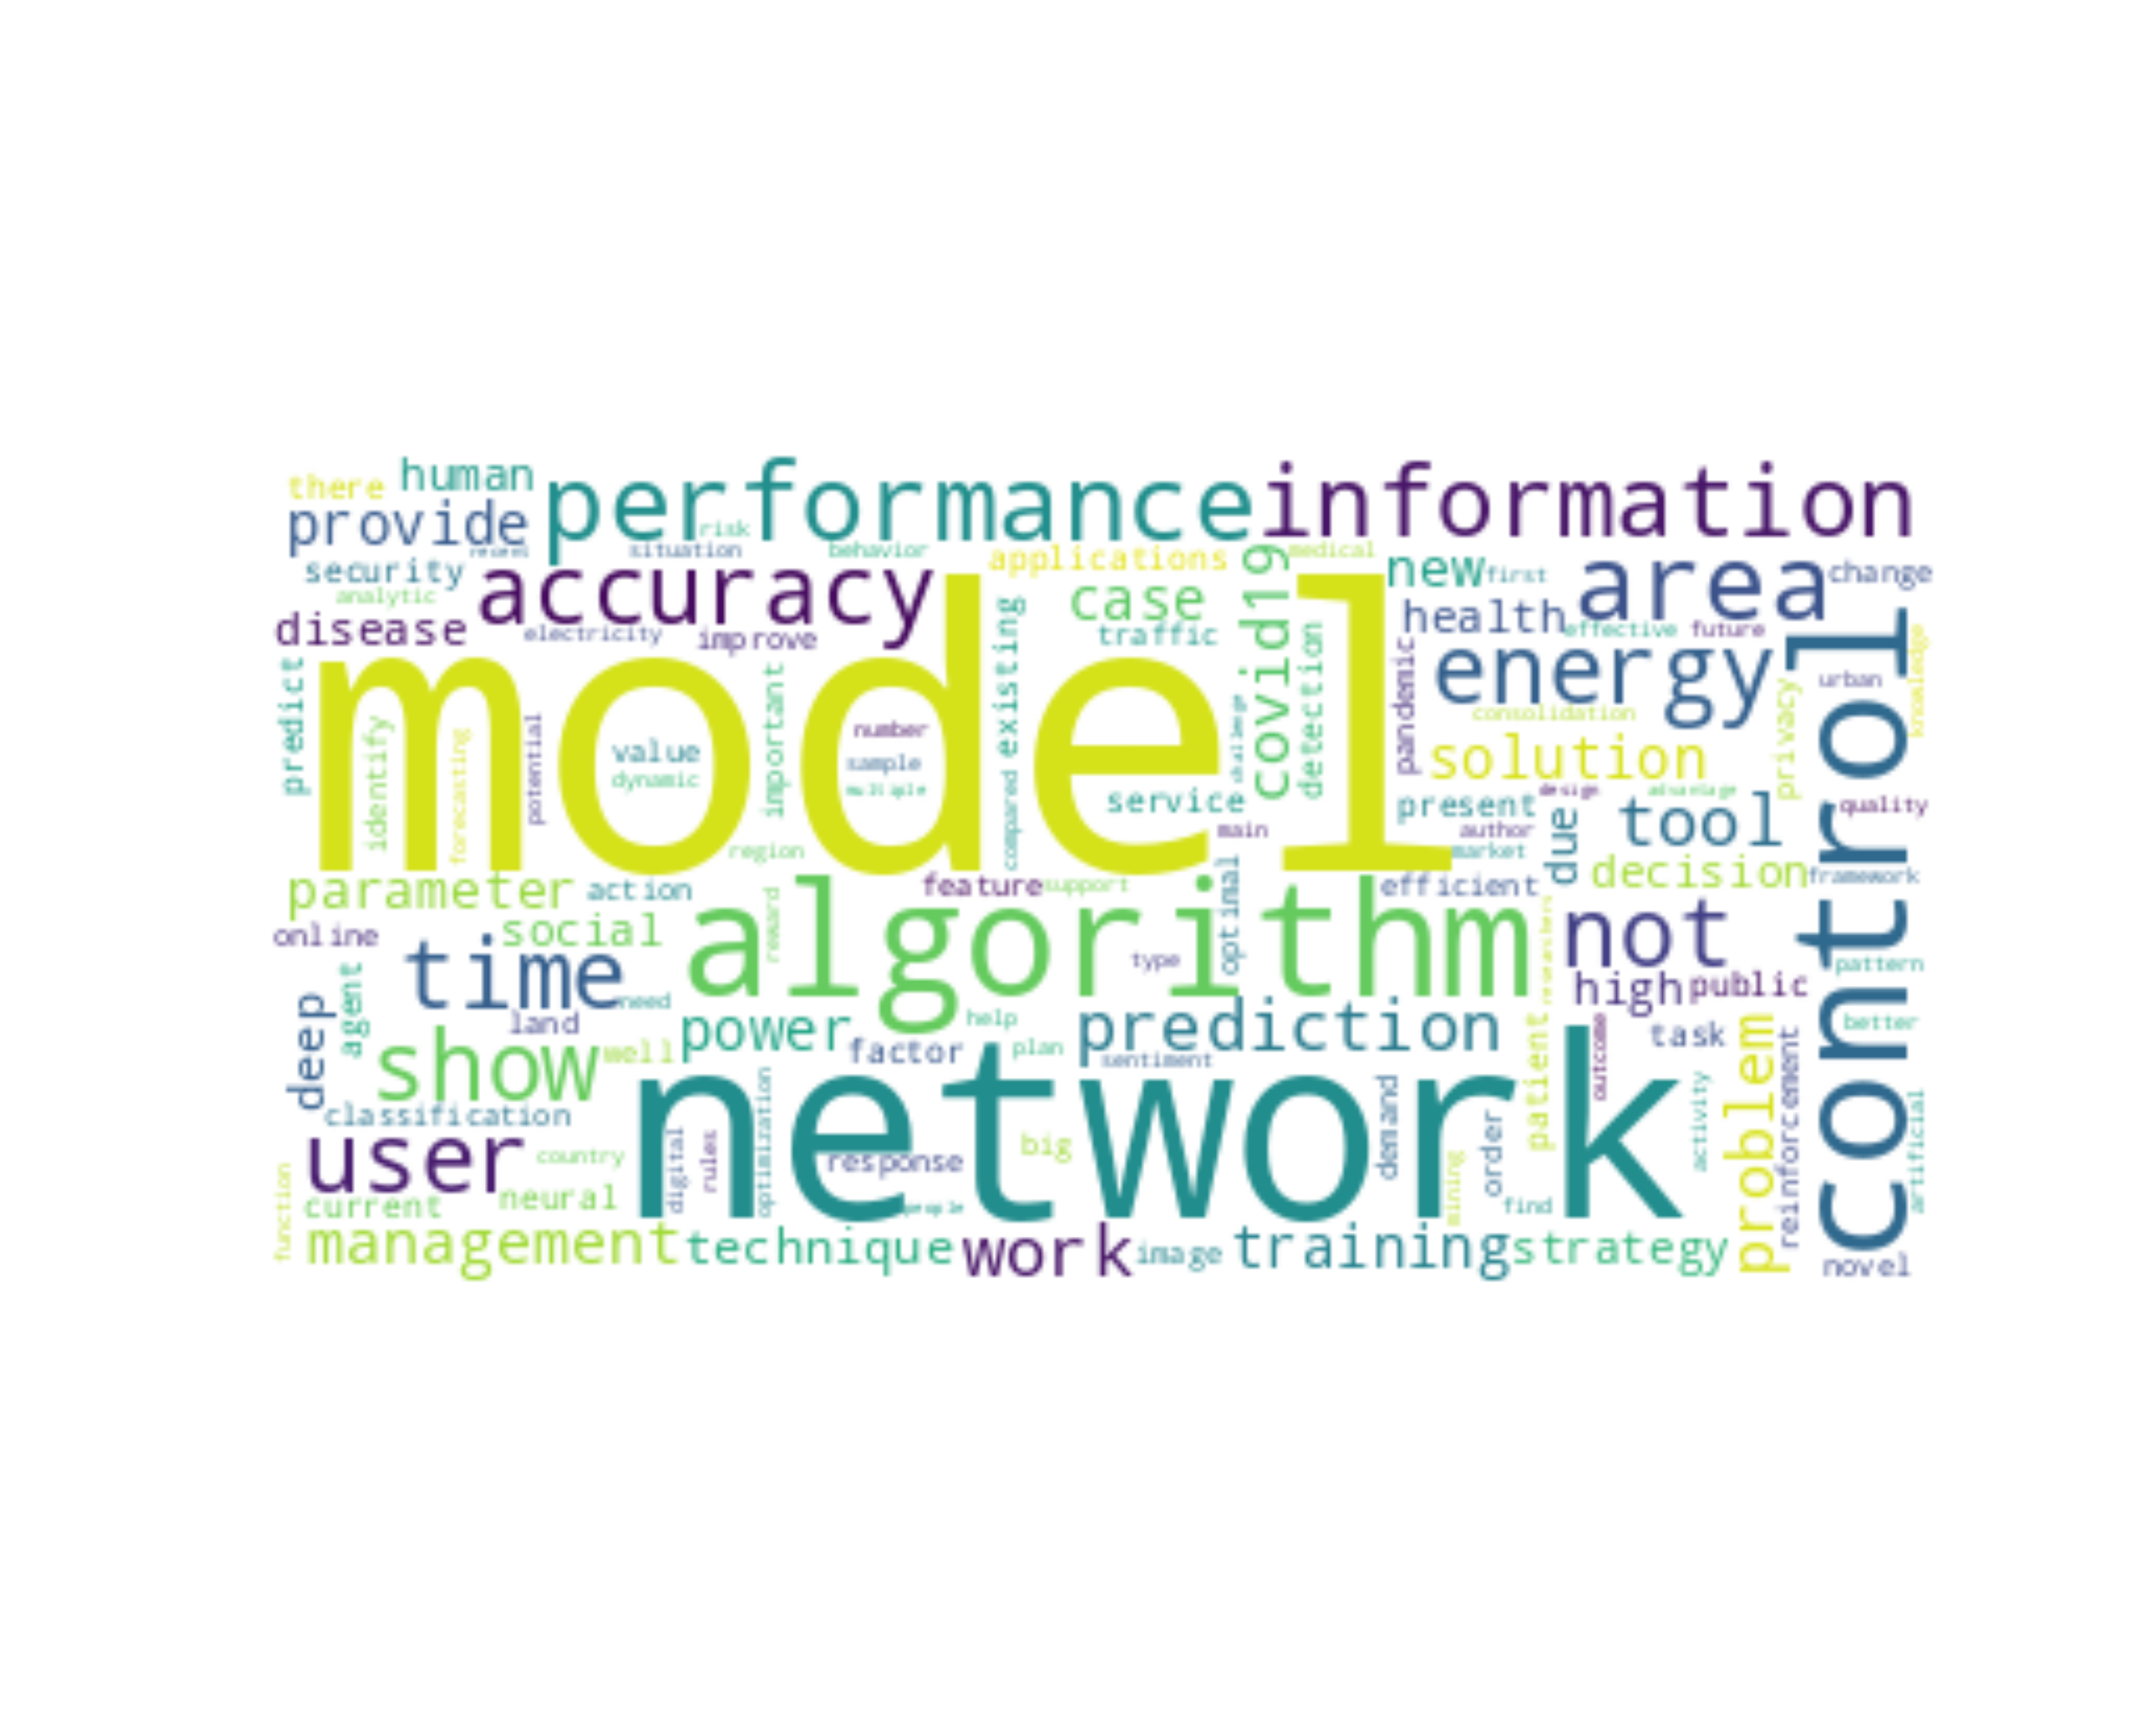 there human performance information
provide risk
security recent situation behavior applications covid19 medical new first area change
analytic accuracy case
disease electricity improve existing traffic detection health effective future control knowledge
predict model important pandemic energy urban
identify forecasting potential value number challenge consolidation privacy
dynamic sample solution
multiple compared service present design advantage quality
region main author due tool
market
parameter action feature support optimal efficient decision framework
online social reward algorithm researchers not
time type pattern
agent need high public
deep land power help prediction task better
show well factor plan sentiment patient outcome problem reinforcement
classification optimization network demand activity artificial
user country digital rules response big order
function current neural people mining find
management technique work image training strategy novel